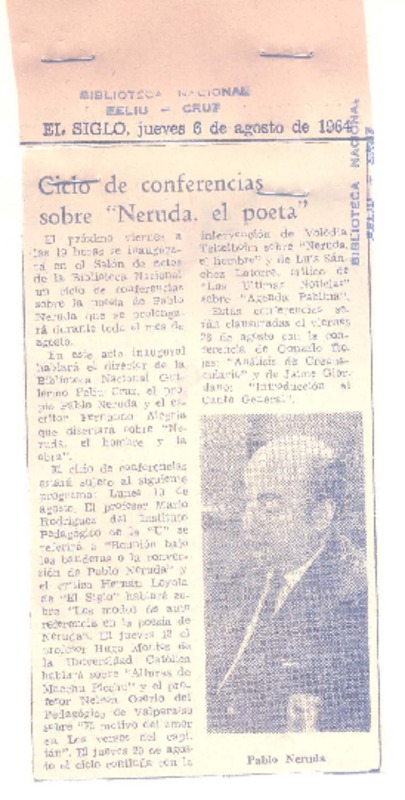 BIBLIOTECA NACIONAL
FELIU - CRUZ
EL SIGLO, jueves 6 de agosto de 1964
BIBLIOTECA NACIONAL
FELIU - CRUZ
Ciclo de conferencias
sobre "Neruda, el poeta"
El próximo viernes a
las 19 horas se inaugura-
rá en el Salón de actos
de la Biblioteca Nacional
un ciclo de conferencias
sobre la poesía de Pablo
Neruda que se prolonga-
rá durante todo el mes de
agosto.
En este acto inaugural
hablará el director de la
Biblioteca Nacional Gui-
llermo Feliú Cruz, el pro-
pio Pablo Neruda y el es-
critor Fernando Alegría
que disertará sobre "Ne-
ruda, el hombre y la
obra".
El ciclo de conferencias
estará sujeto al siguiente
programa: Lunes 10 de
agosto. El profesor Mario
Rodríguez del Instituto
Pedagógico de la "U" se
referirá a "Reunión bajo
las banderas o la conver-
sión de Pablo Neruda" y
el crítico Hernán Loyola
de "El Siglo" hablará so-
bre "Los modos de auto
referencia en la poesía de
Neruda". El jueves 13 el
profesor Hugo Montes de
la Universidad Católica
hablará sobre "Alturas de
Macchu Picchu" y el pro-
fesor Nelson Osorio del
Pedagógico de Valparaíso
sobre "El motivo del amor
en Los versos del capi-
tán". El jueves 20 de agos-
to el ciclo continúa con la
intervención de Volodia
Teitelboim sobre "Neruda,
el hombre" y de Luis Sán-
chez Latorre, crítico de
"Las Ultimas Noticias"
sobre "Agenda Pablina".
Estas conferencias se-
rán clausuradas el viernes
28 de agosto con la con-
ferencia de Gonzalo Ro-
jas: "Análisis de Crepus-
culario" y de Jaime Gior-
dano: "Introducción al
Canto General".
Pablo Neruda